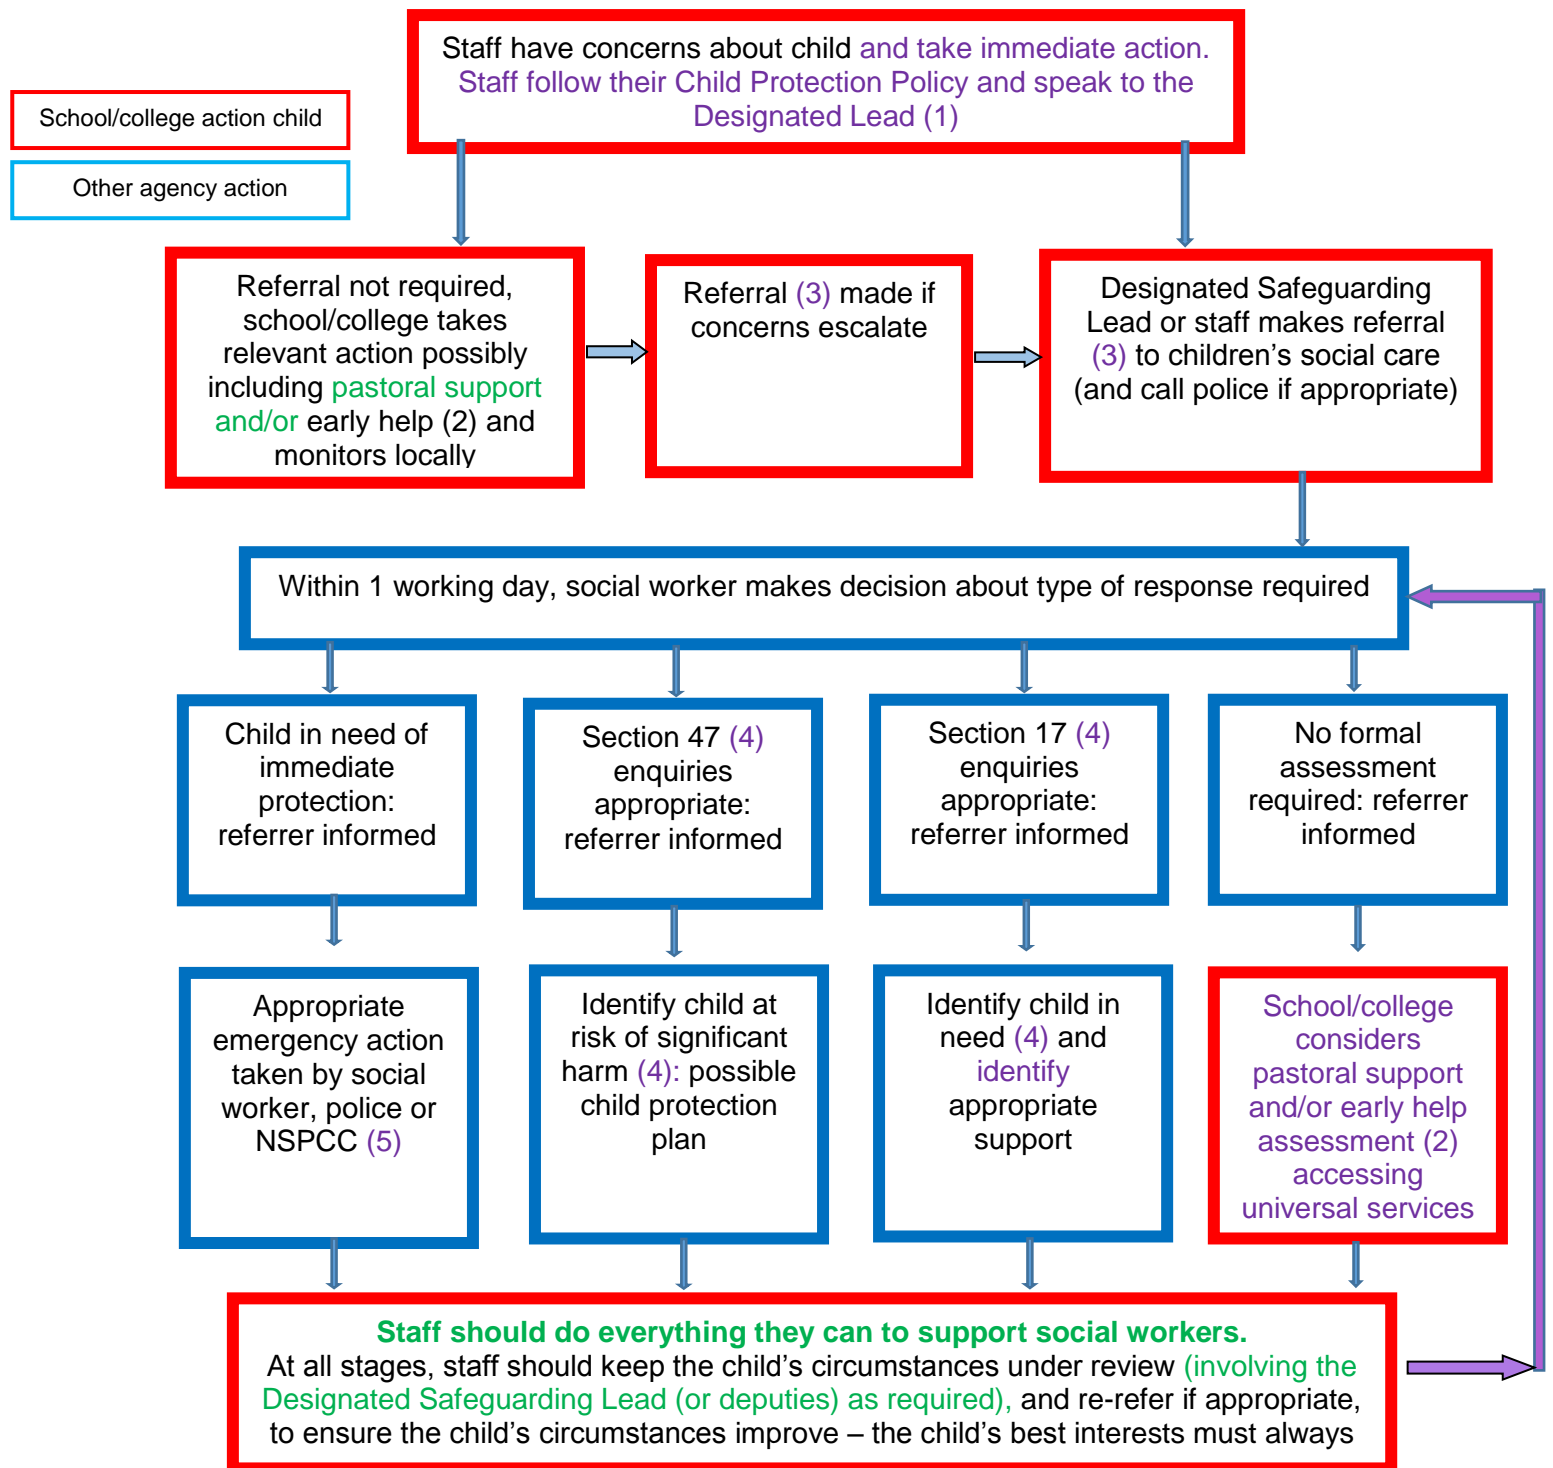 Staff have concerns about child and take immediate action.
Staff follow their Child Protection Policy and speak to the
Designated Lead (1)
School/college action child
Other agency action
Referral not required,
school/college takes
relevant action possibly
including pastoral support
and/or early help (2) and
monitors locally
Referral (3) made if
concerns escalate
Designated Safeguarding
Lead or staff makes referral
(3) to children’s social care
(and call police if appropriate)
Within 1 working day, social worker makes decision about type of response required
Child in need of
immediate
protection:
referrer informed
Section 47 (4)
enquiries
appropriate:
referrer informed
Section 17 (4)
enquiries
appropriate:
referrer informed
No formal
assessment
required: referrer
informed
Appropriate
emergency action
taken by social
worker, police or
NSPCC (5)
Identify child at
risk of significant
harm (4): possible
child protection
plan
Identify child in
need (4) and
identify
appropriate
support
School/college
considers
pastoral support
and/or early help
assessment (2)
accessing
universal services
Staff should do everything they can to support social workers.
At all stages, staff should keep the child’s circumstances under review (involving the
Designated Safeguarding Lead (or deputies) as required), and re-refer if appropriate,
to ensure the child’s circumstances improve – the child’s best interests must always